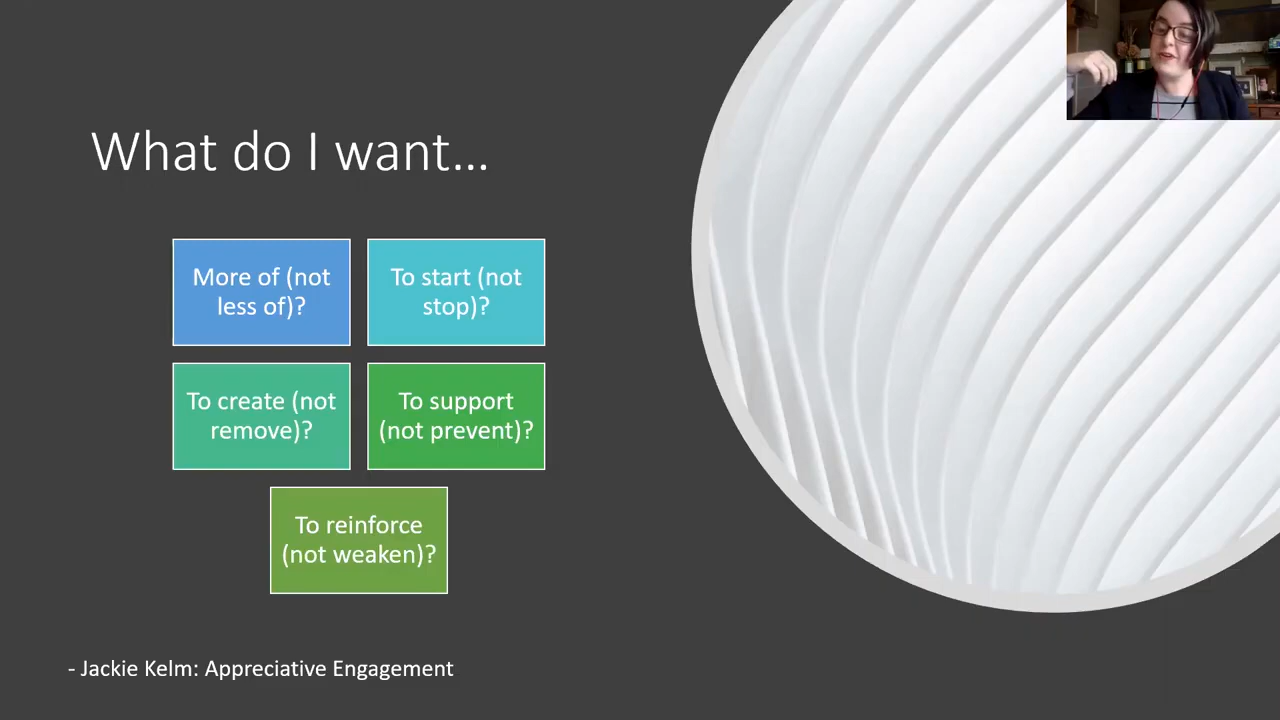 What do I want...
More of (not
less of)?
To start (not
stop)?
To create (not
remove)?
To support
(not prevent)?
To reinforce
(not weaken)?
- Jackie Kelm: Appreciative Engagement